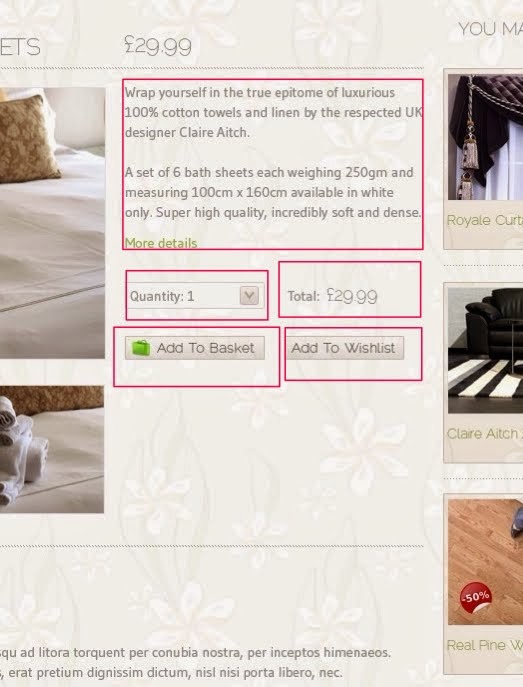 ETS
£29.99
YOU MA
Wrap yourself in the true epitome of luxurious
100% cotton towels and linen by the respected UK
designer Claire Aitch.
A set of 6 bath sheets each weighing 250gm and
measuring 100cm x 160cm available in white
only. Super high quality, incredibly soft and dense.
More details
Quantity: 1
Total: £29.99
Add To Basket
Add To Wishlist
Royale Curt
Claire Aitch
-50%
Real Pine W
squ ad litora torquent per conubia nostra, per inceptos himenaeos.
s, erat pretium dignissim dictum, nisl nisi porta libero, nec.